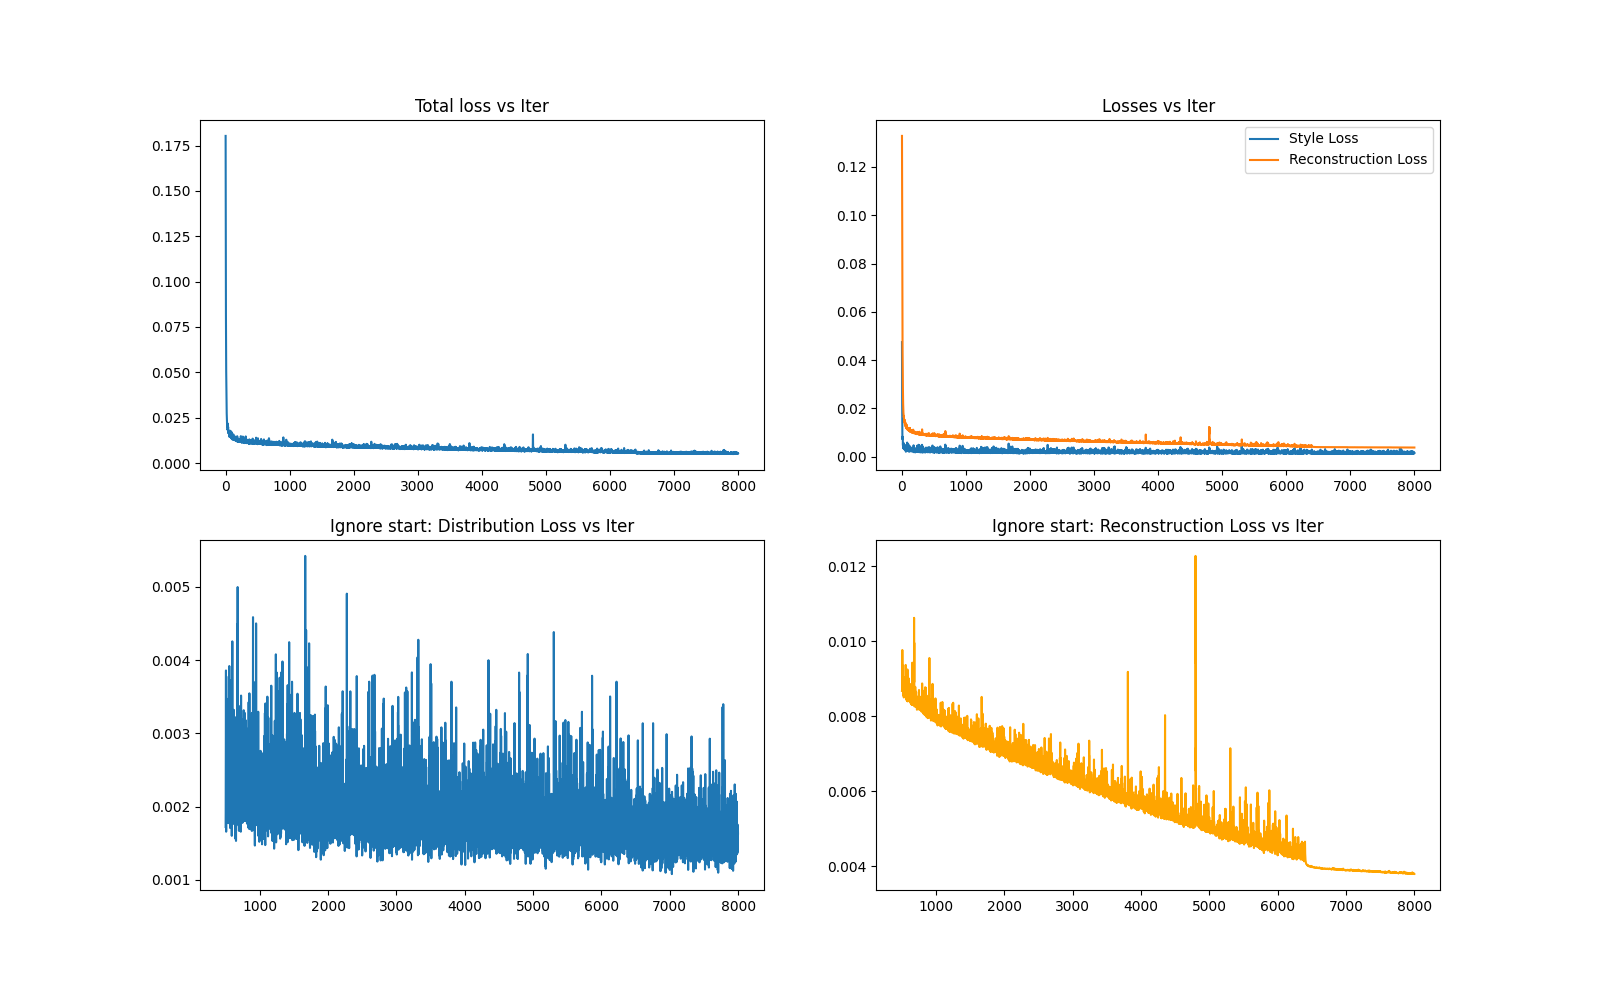 Total loss vs Iter
0.175
0.150
0.125
0.100
0.075
0.050
0.025
0.000
0 1000 2000 3000 4000 5000 6000 7000 8000
Losses vs Iter
Style Loss
Reconstruction Loss
0.12
0.10
0.08
0.06
0.04
0.02
0.00
0 1000 2000 3000 4000 5000 6000 7000 8000
Ignore start: Distribution Loss vs Iter
0.005
0.004
0.003
0.002
0.001
1000 2000 3000 4000 5000 6000 7000 8000
Ignore start: Reconstruction Loss vs Iter
0.012
0.010
0.008
0.006
0.004
1000 2000 3000 4000 5000 6000 7000 8000